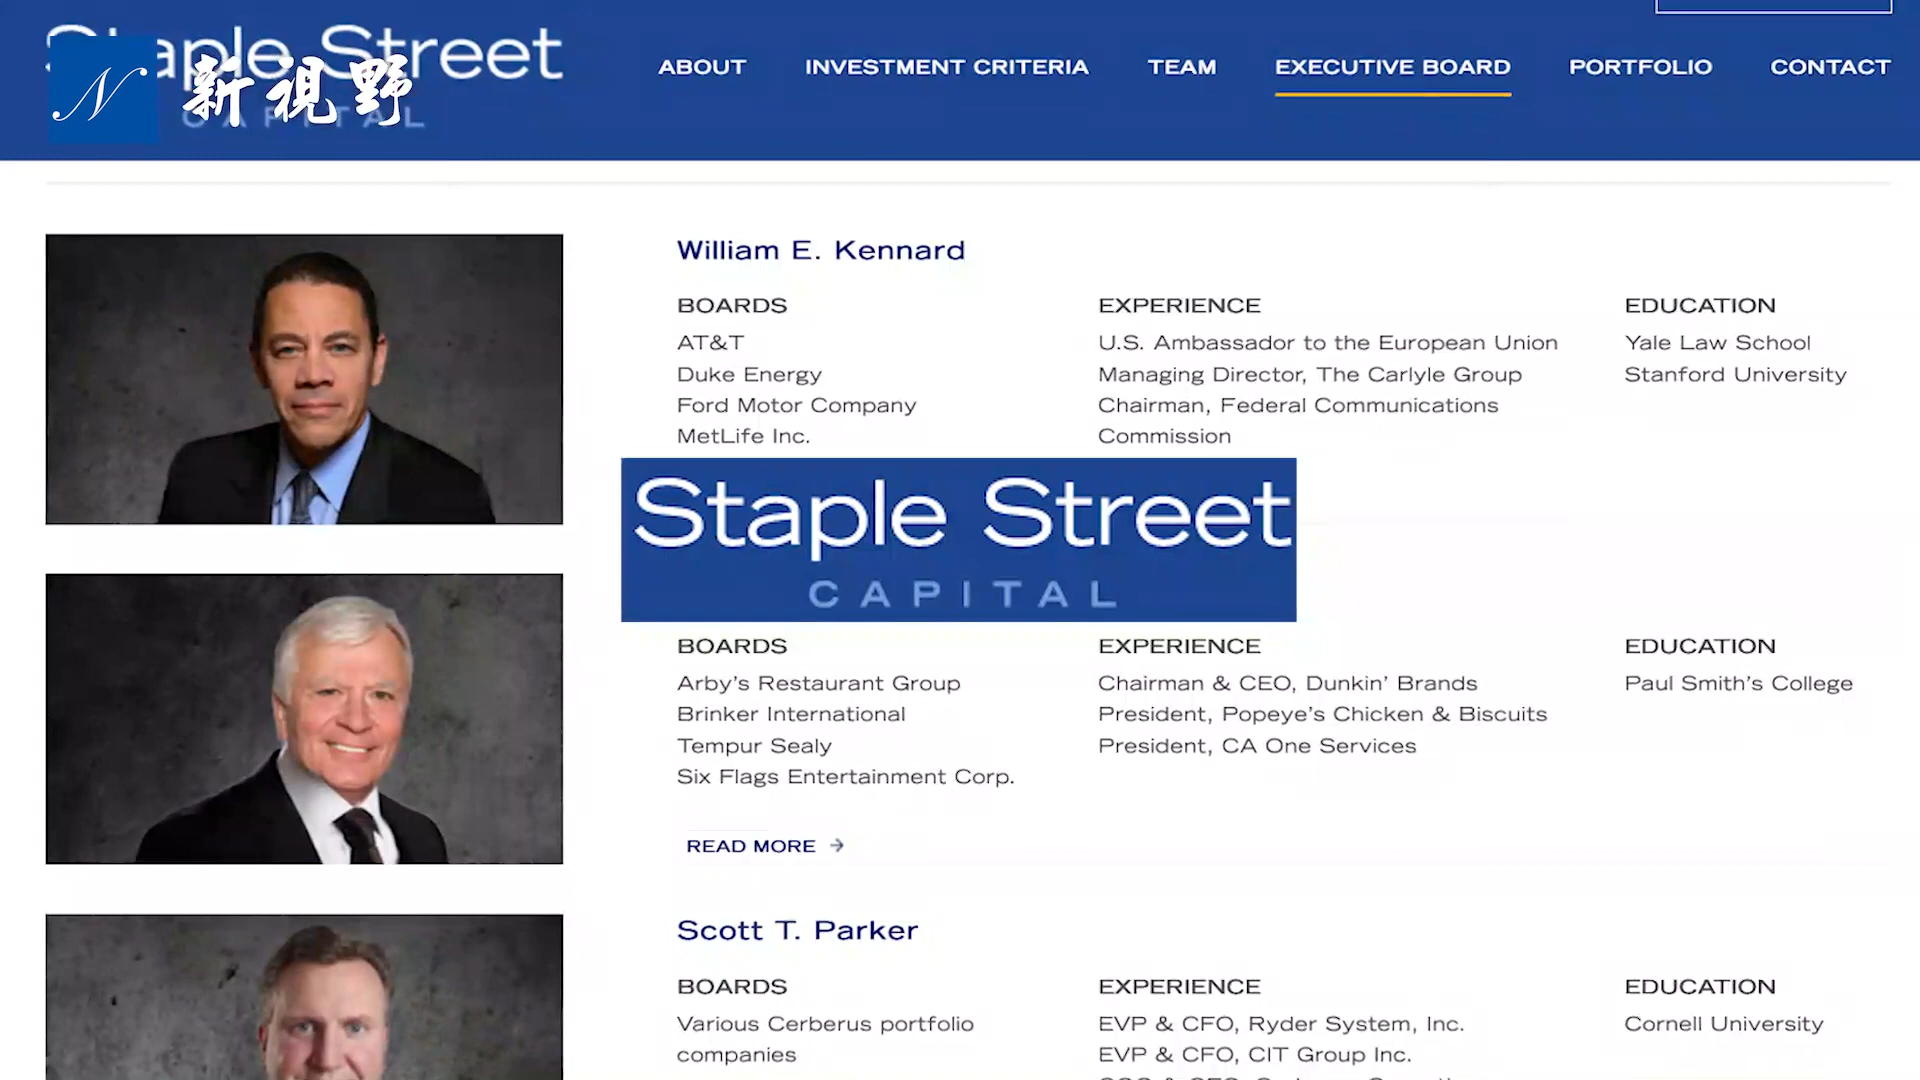 Staple Street
CAPITAL
N 新視野
ABOUT INVESTMENT CRITERIA TEAM EXECUTIVE BOARD PORTFOLIO CONTACT
William E. Kennard
BOARDS
AT&T
Duke Energy
Ford Motor Company
MetLife Inc.
EXPERIENCE
U.S. Ambassador to the European Union
Managing Director, The Carlyle Group
Chairman, Federal Communications
Commission
EDUCATION
Yale Law School
Stanford University
Staple Street
CAPITAL
BOARDS
Arby’s Restaurant Group
Brinker International
Tempur Sealy
Six Flags Entertainment Corp.
EXPERIENCE
Chairman & CEO, Dunkin’ Brands
President, Popeye’s Chicken & Biscuits
President, CA One Services
EDUCATION
Paul Smith’s College
READ MORE →
Scott T. Parker
BOARDS
Various Cerberus portfolio
companies
EXPERIENCE
EVP & CFO, Ryder System, Inc.
EVP & CFO, CIT Group Inc.
EDUCATION
Cornell University